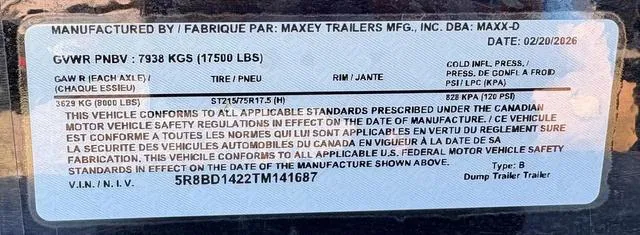 MANUFACTURED BY / FABRIQUE PAR: MAXEY TRAILERS MFG., INC. DBA: MAXX-D
DATE: 02/20/2026
GVWR PNBV : 7938 KGS (17500 LBS)
GAW R (EACH AXLE) / (CHAQUE ESSIEU) TIRE / PNEU RIM / JANTE COLD INFL. PRESS. / PRESS. DE GONFL A FROID PSI / LPC (KPA)
3629 KG (8000 LBS) ST215/75R17.5 (H) 828 KPA (120 PSI)
THIS VEHICLE CONFORMS TO ALL APPLICABLE STANDARDS PRESCRIBED UNDER THE CANADIAN
MOTOR VEHICLE SAFETY REGULATIONS IN EFFECT ON THE DATE OF MANUFACTURE. / CE VEHICULE
EST CONFORME A TOUTES LES NORMES QUI LUI SONT APPLICABLES EN VERTU DU REGLEMENT SURE
LA SECURITE DES VEHICULES AUTOMOBILES DU CANADA EN VIGUEUR À LA DATE DE SA
FABRICATION. THIS VEHICILE CONFORMS TO ALL APPLICABLE U.S. FEDERAL MOTOR VEHICLE SAFETY
STANDARDS IN EFFECT ON THE DATE OF MANUFACTURE SHOWN ABOVE.
V.I.N. / N.I.V. 5R8BD1422TM141687 Type: B
Dump Trailer Trailer